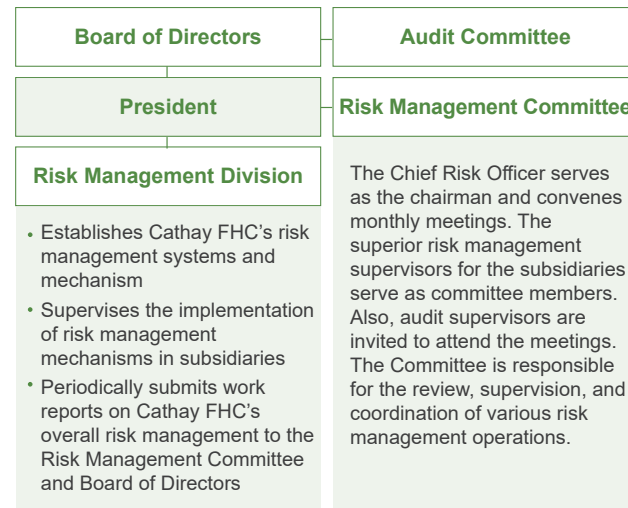 Board of Directors
Audit Committee
President
Risk Management Committee
Risk Management Division
• Establishes Cathay FHC’s risk
management systems and
mechanism
• Supervises the implementation
of risk management
mechanisms in subsidiaries
• Periodically submits work
reports on Cathay FHC’s
overall risk management to the
Risk Management Committee
and Board of Directors
The Chief Risk Officer serves
as the chairman and convenes
monthly meetings. The
superior risk management
supervisors for the subsidiaries
serve as committee members.
Also, audit supervisors are
invited to attend the meetings.
The Committee is responsible
for the review, supervision, and
coordination of various risk
management operations.